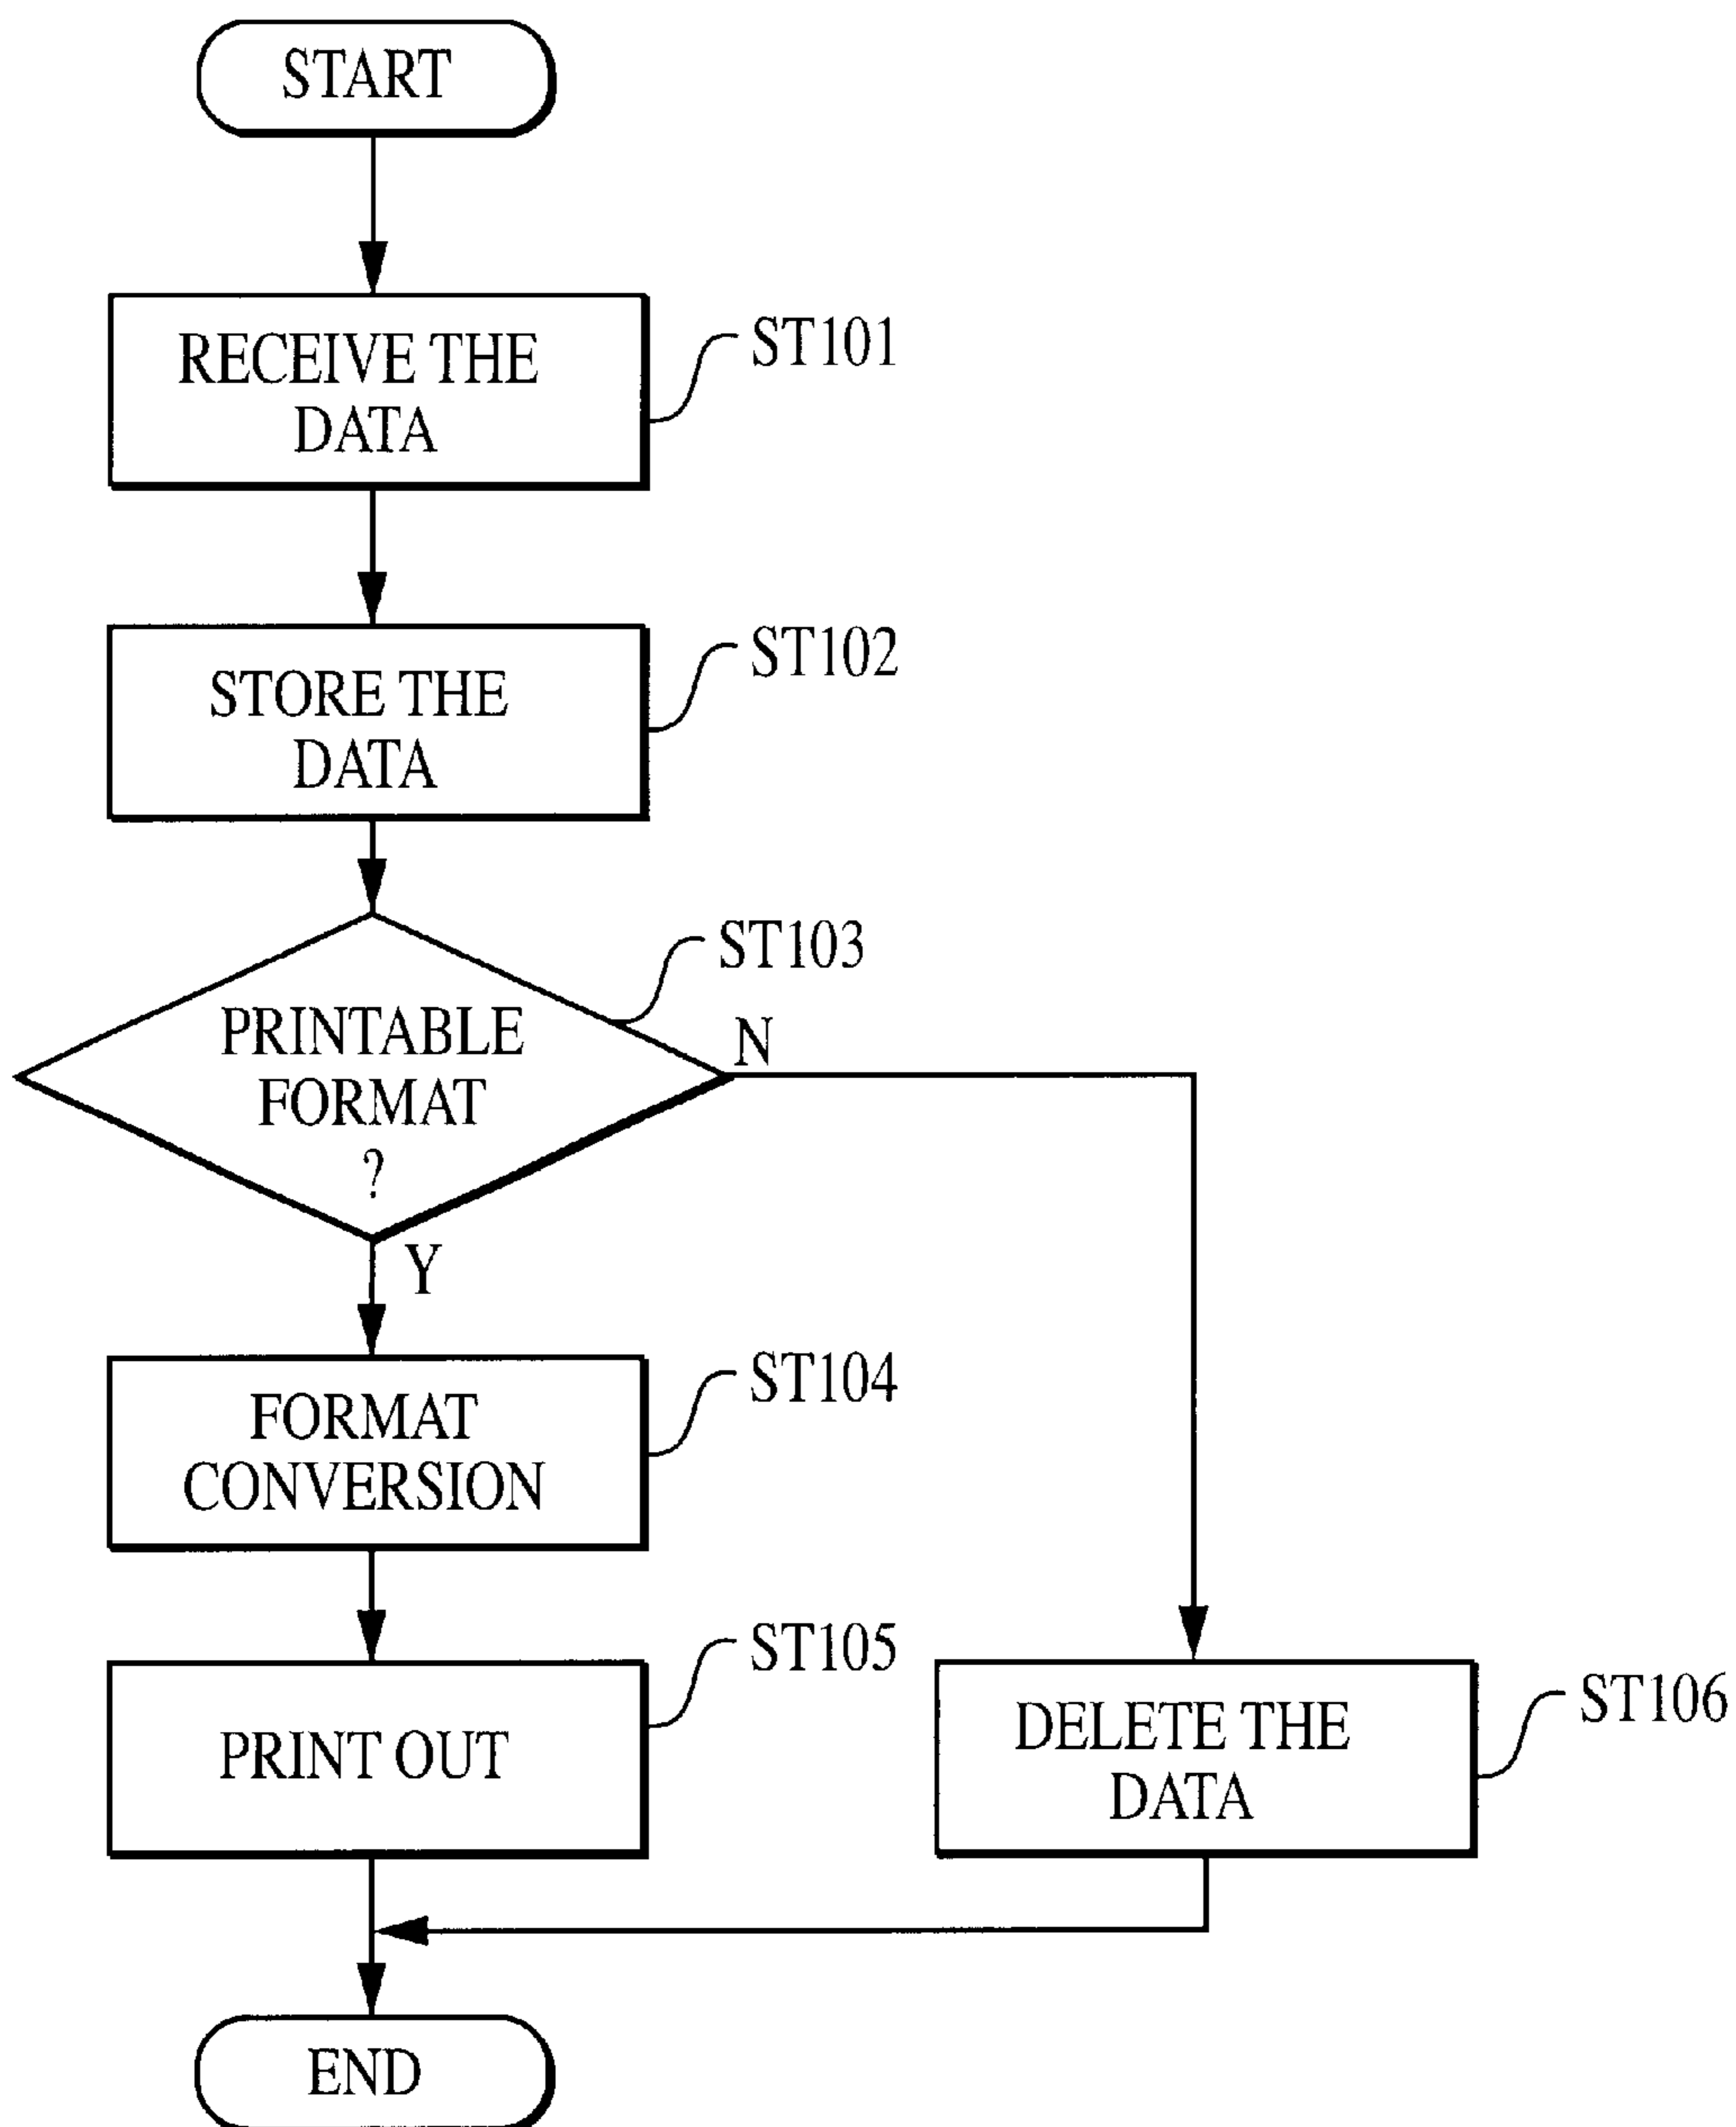 START
RECEIVE THE
DATA
ST101
STORE THE
DATA
ST102
ST103
PRINTABLE
FORMAT
?
N
Y
FORMAT
CONVERSION
ST104
PRINT OUT
ST105
DELETE THE
DATA
ST106
END